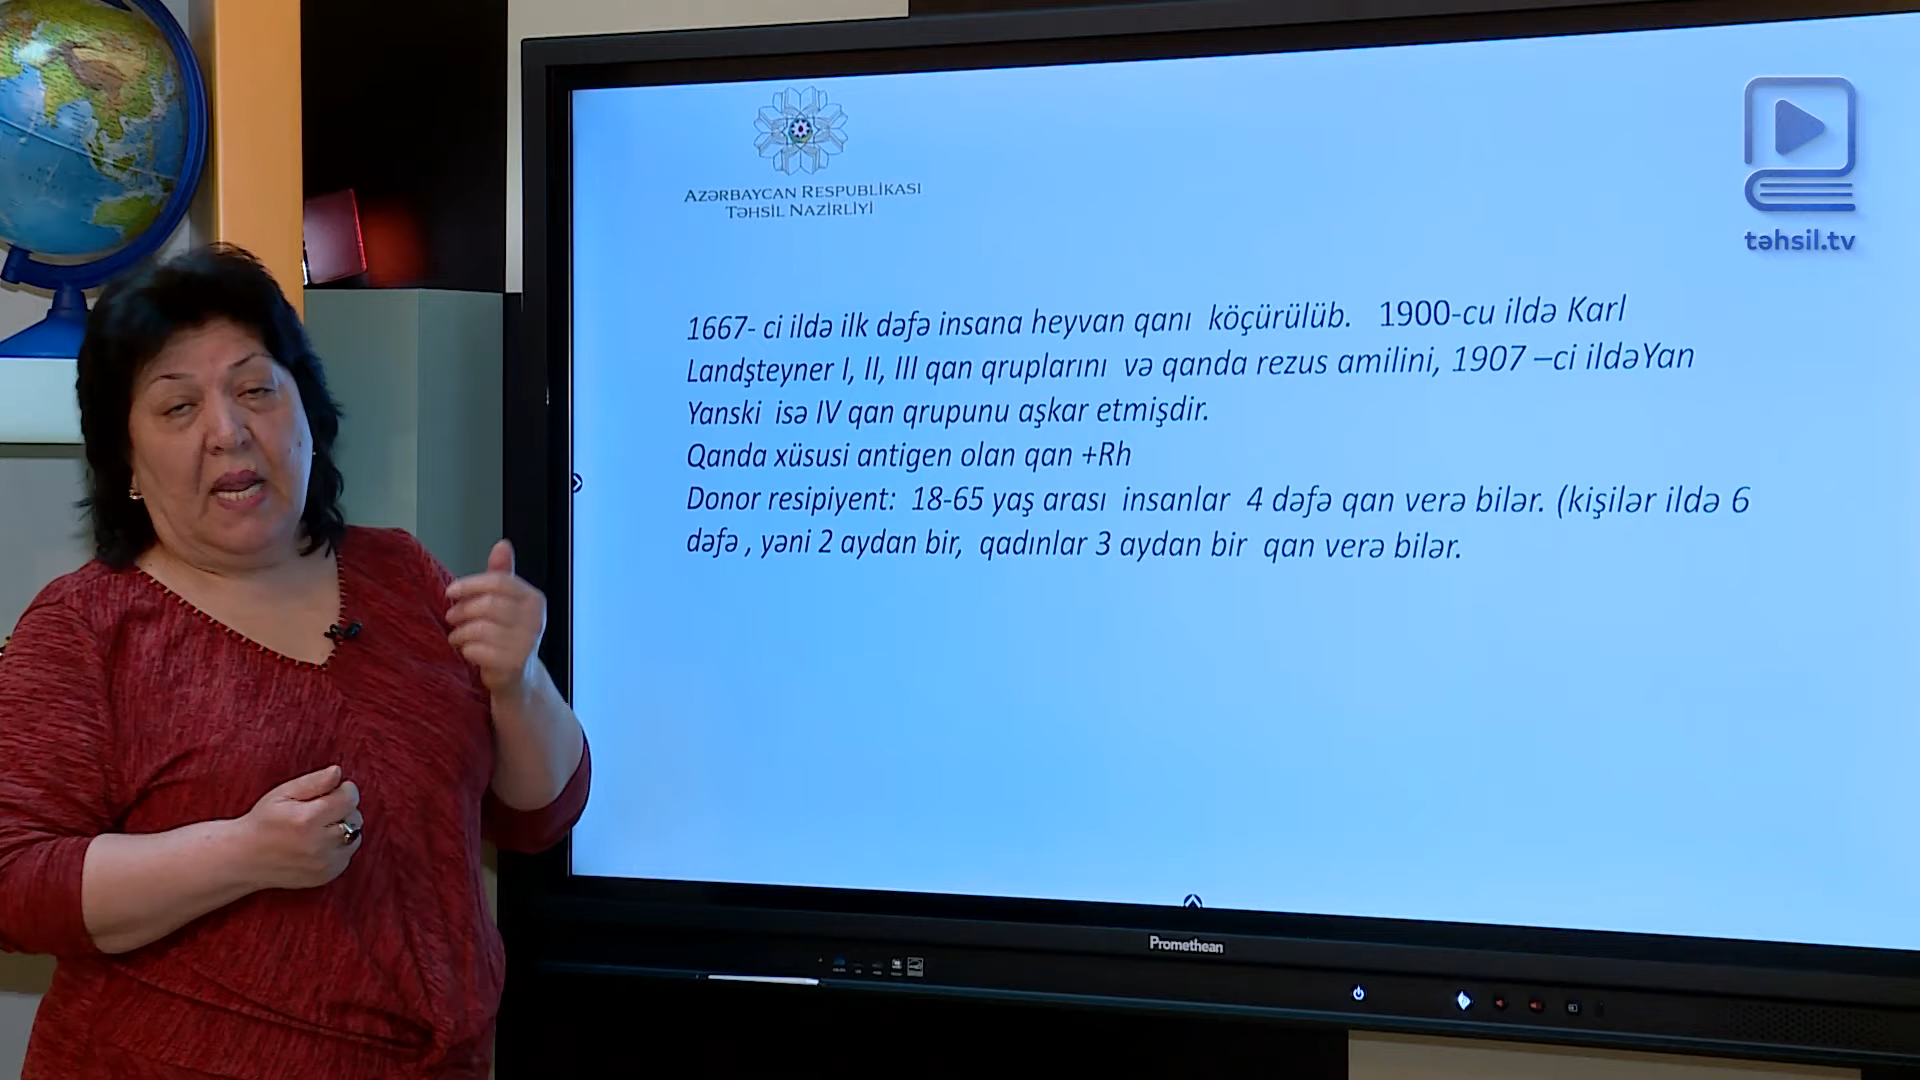 AZƏRBAYCAN RESPUBLİKASI
TƏHSİL NAZİRLİYİ
təhsil.tv
1667- ci ildə ilk dəfə insana heyvan qanı köçürülüb. 1900-cu ildə Karl
Landşteyner I, II, III qan qruplarını və qanda rezus amilini, 1907 –ci ildəYan
Yanski isə IV qan qrupunu aşkar etmişdir.
Qanda xüsusi antigen olan qan +Rh
Donor resipiyent: 18-65 yaş arası insanlar 4 dəfə qan verə bilər. (kişilər ildə 6
dəfə , yəni 2 aydan bir, qadınlar 3 aydan bir qan verə bilər.
Promethean